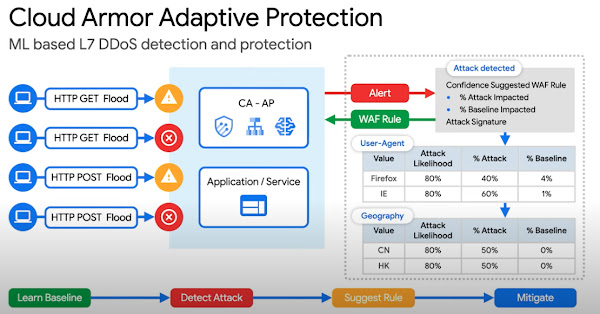 Cloud Armor Adaptive Protection
ML based L7 DDoS detection and protection
HTTP GET Flood
HTTP GET Flood
HTTP POST Flood
HTTP POST Flood
CA - AP
Application / Service
Alert
WAF Rule
Attack detected
Confidence Suggested WAF Rule
• % Attack Impacted
• % Baseline Impacted
Attack Signature
User-Agent
Value Attack Likelihood % Attack % Baseline
Firefox 80% 40% 4%
IE 80% 60% 1%
Geography
Value Attack Likelihood % Attack % Baseline
CN 80% 50% 0%
HK 80% 50% 0%
Learn Baseline
Detect Attack
Suggest Rule
Mitigate